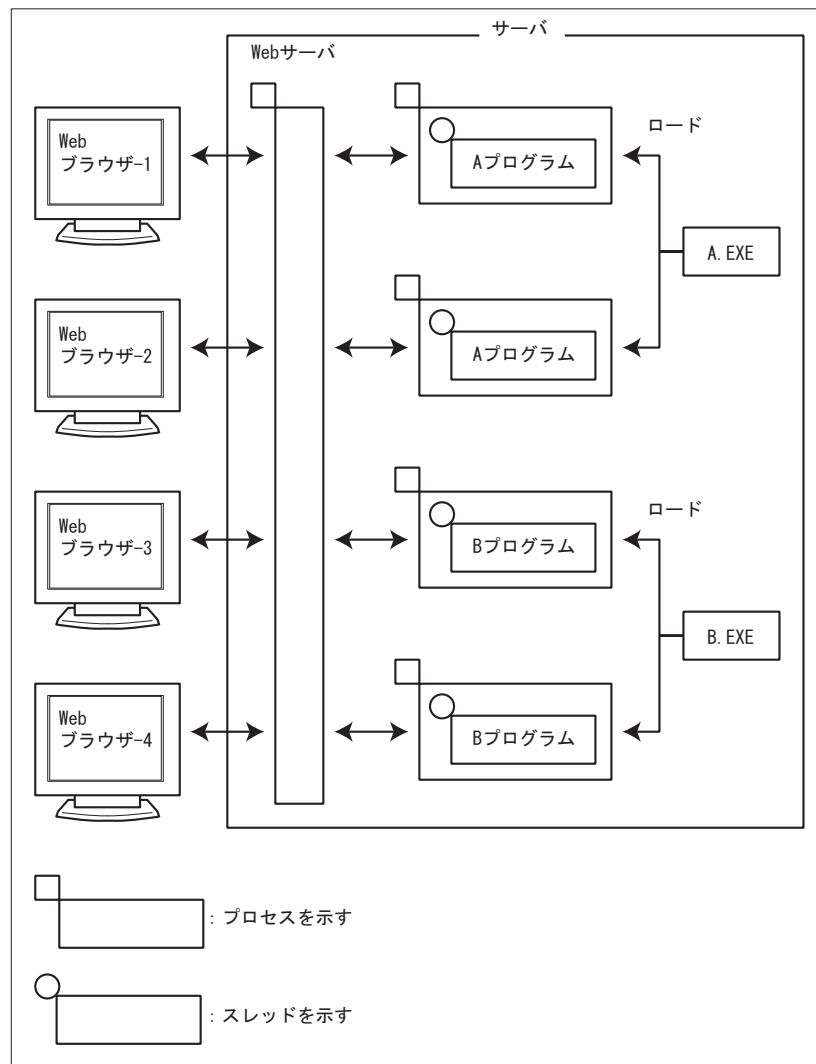 サーバ
Webサーバ
Web
ブラウザ-1
Aプログラム
ロード
A.EXE
Web
ブラウザ-2
Aプログラム
Web
ブラウザ-3
Bプログラム
ロード
B.EXE
Web
ブラウザ-4
Bプログラム
：プロセスを示す
：スレッドを示す